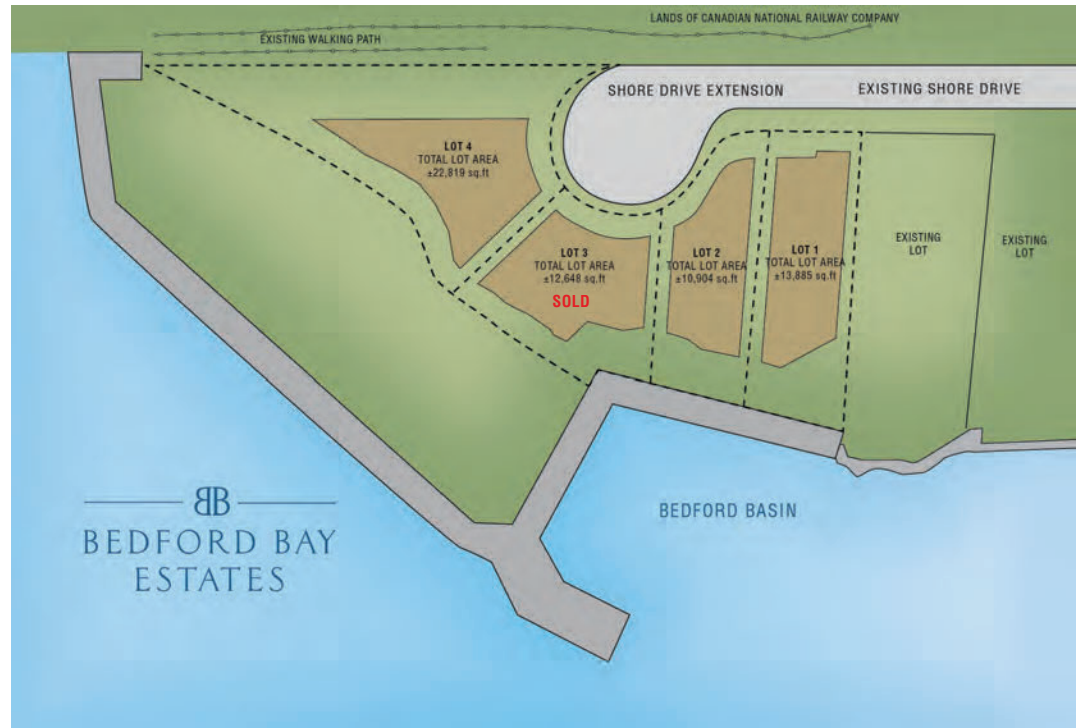 LANDS OF CANADIAN NATIONAL RAILWAY COMPANY
EXISTING WALKING PATH
SHORE DRIVE EXTENSION
EXISTING SHORE DRIVE
LOT 4
TOTAL LOT AREA
±22,819 sq.ft
LOT 3
TOTAL LOT AREA
±12,648 sq.ft
SOLD
LOT 2
TOTAL LOT AREA
±10,904 sq.ft
LOT 1
TOTAL LOT AREA
±13,885 sq.ft
EXISTING
LOT
EXISTING
LOT
BB
BEDFORD BAY
ESTATES
BEDFORD BASIN